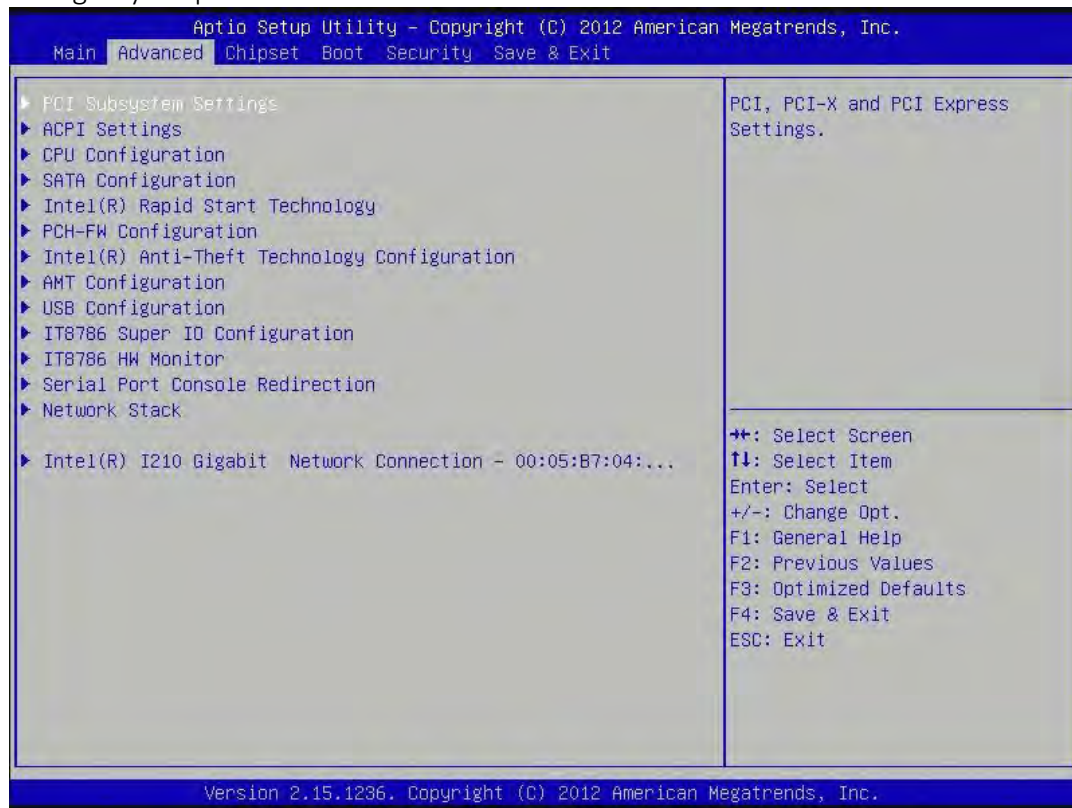 Aptio Setup Utility – Copyright (C) 2012 American Megatrends, Inc.
Main Advanced Chipset Boot Security Save & Exit
▶ PCI Subsystem Settings
▶ ACPI Settings
▶ CPU Configuration
▶ SATA Configuration
▶ Intel(R) Rapid Start Technology
▶ PCH-FW Configuration
▶ Intel(R) Anti-Theft Technology Configuration
▶ AMT Configuration
▶ USB Configuration
▶ IT8786 Super IO Configuration
▶ IT8786 HW Monitor
▶ Serial Port Console Redirection
▶ Network Stack
▶ Intel(R) I210 Gigabit Network Connection – 00:05:B7:04:...
PCI, PCI-X and PCI Express
Settings.
→←: Select Screen
↑↓: Select Item
Enter: Select
+/-: Change Opt.
F1: General Help
F2: Previous Values
F3: Optimized Defaults
F4: Save & Exit
ESC: Exit
Version 2.15.1236. Copyright (C) 2012 American Megatrends, Inc.